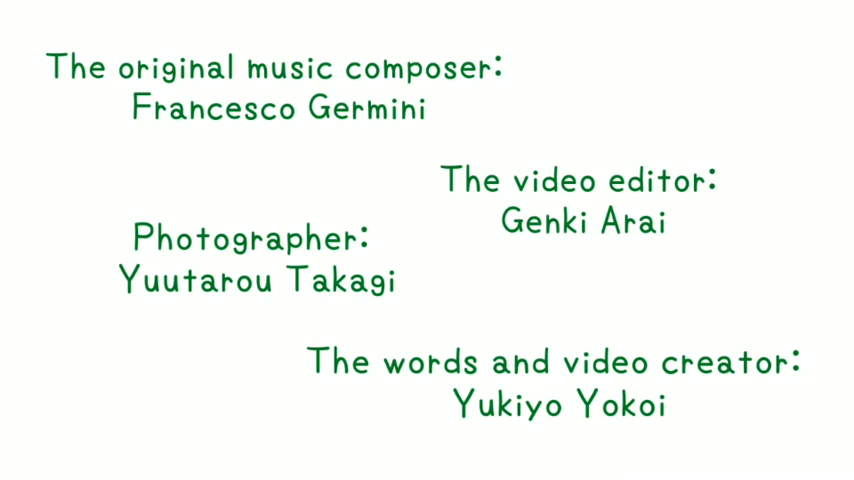 The original music composer:
Francesco Germini
The video editor:
Genki Arai
Photographer:
Yuutarou Takagi
The words and video creator:
Yukiyo Yokoi